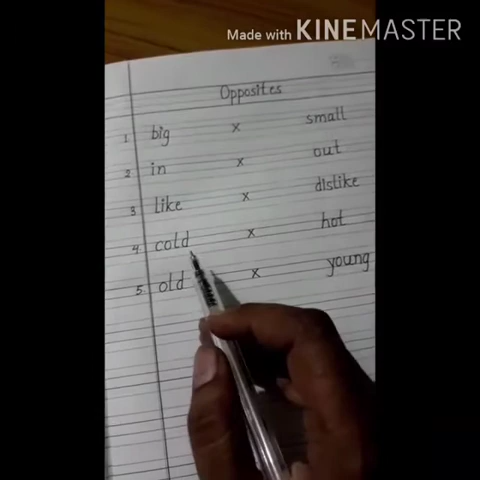 Made with KINEMASTER
Opposites
1 big x small
2 in x out
3 like x dislike
4 cold x hot
5 old x young